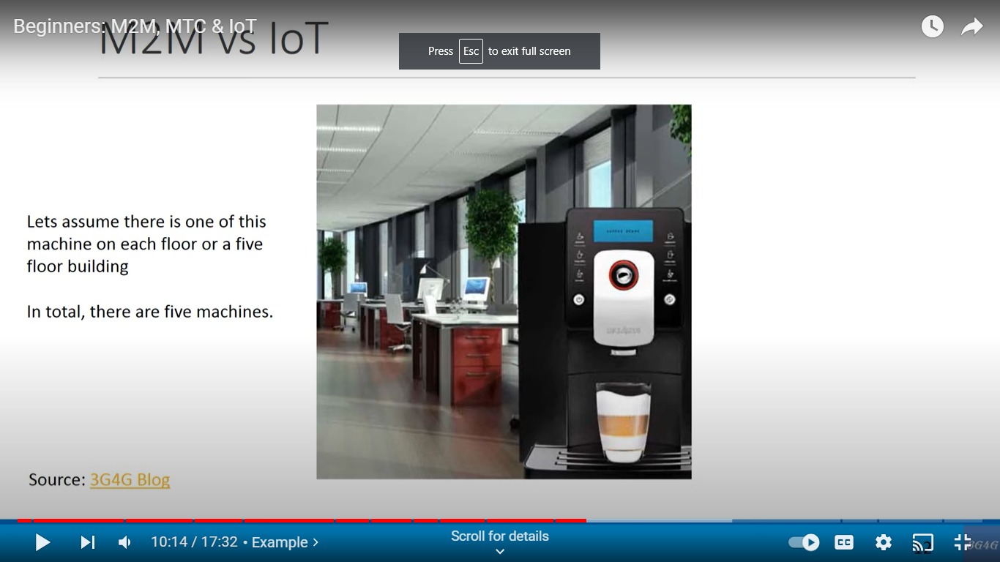 Beginners: M2M, MTC & IoT
M2M vs IoT
Press Esc to exit full screen
Lets assume there is one of this
machine on each floor or a five
floor building
In total, there are five machines.
Source: 3G4G Blog
Scroll for details
10:14 / 17:32 • Example >
CC
3G4G